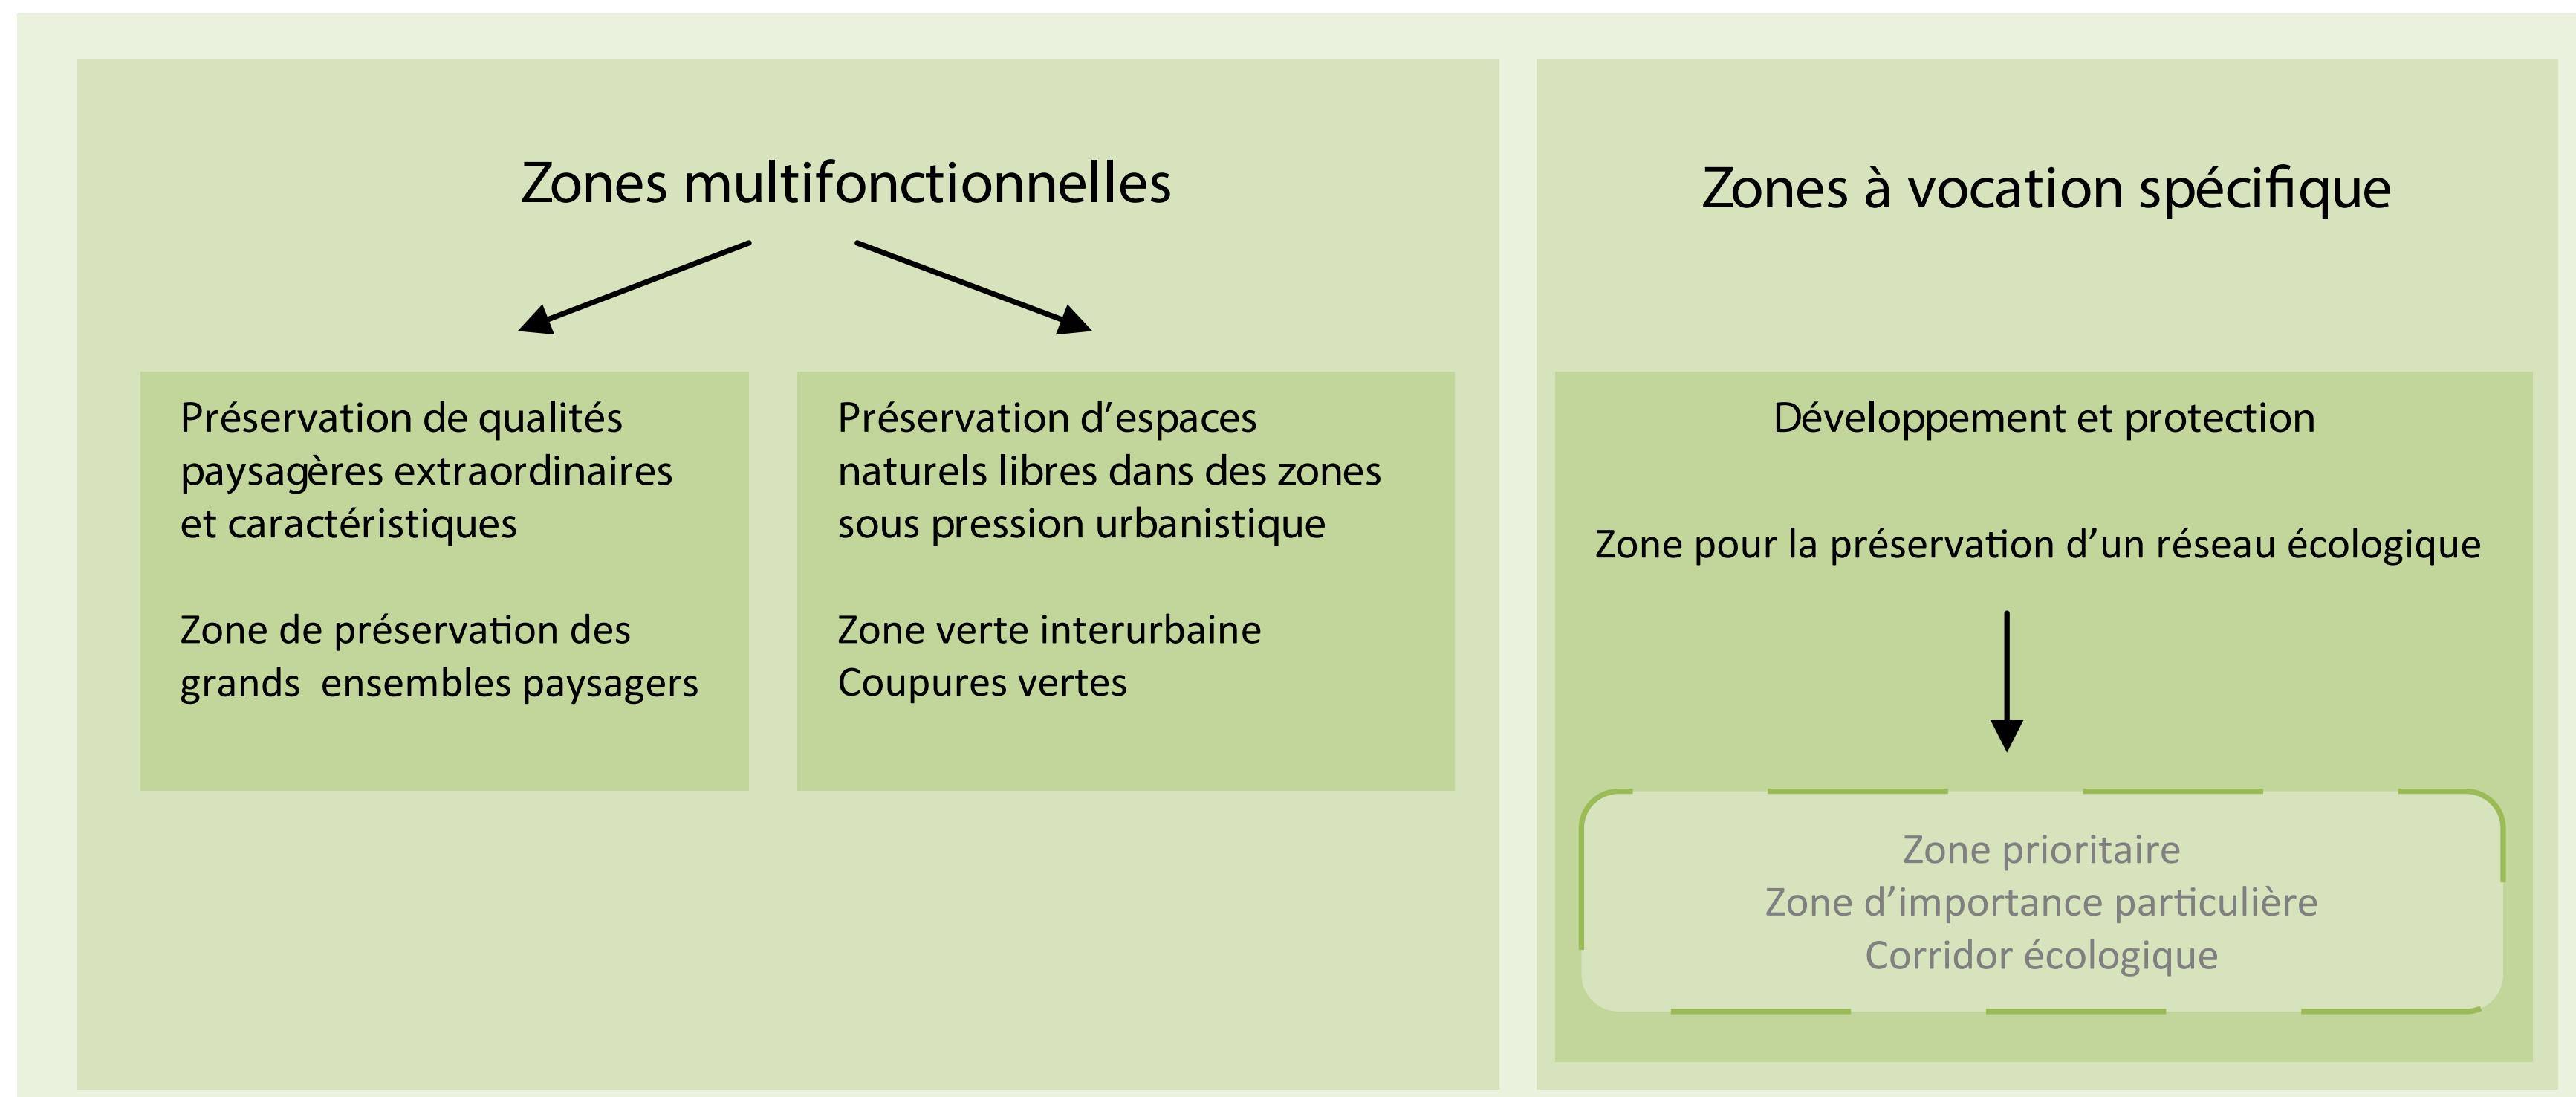 Zones multifonctionnelles
Préservation de qualités
paysagères extraordinaires
et caractéristiques
Zone de préservation des
grands ensembles paysagers
Préservation d’espaces
naturels libres dans des zones
sous pression urbanistique
Zone verte interurbaine
Coupures vertes
Zones à vocation spécifique
Développement et protection
Zone pour la préservation d’un réseau écologique
Zone prioritaire
Zone d’importance particulière
Corridor écologique